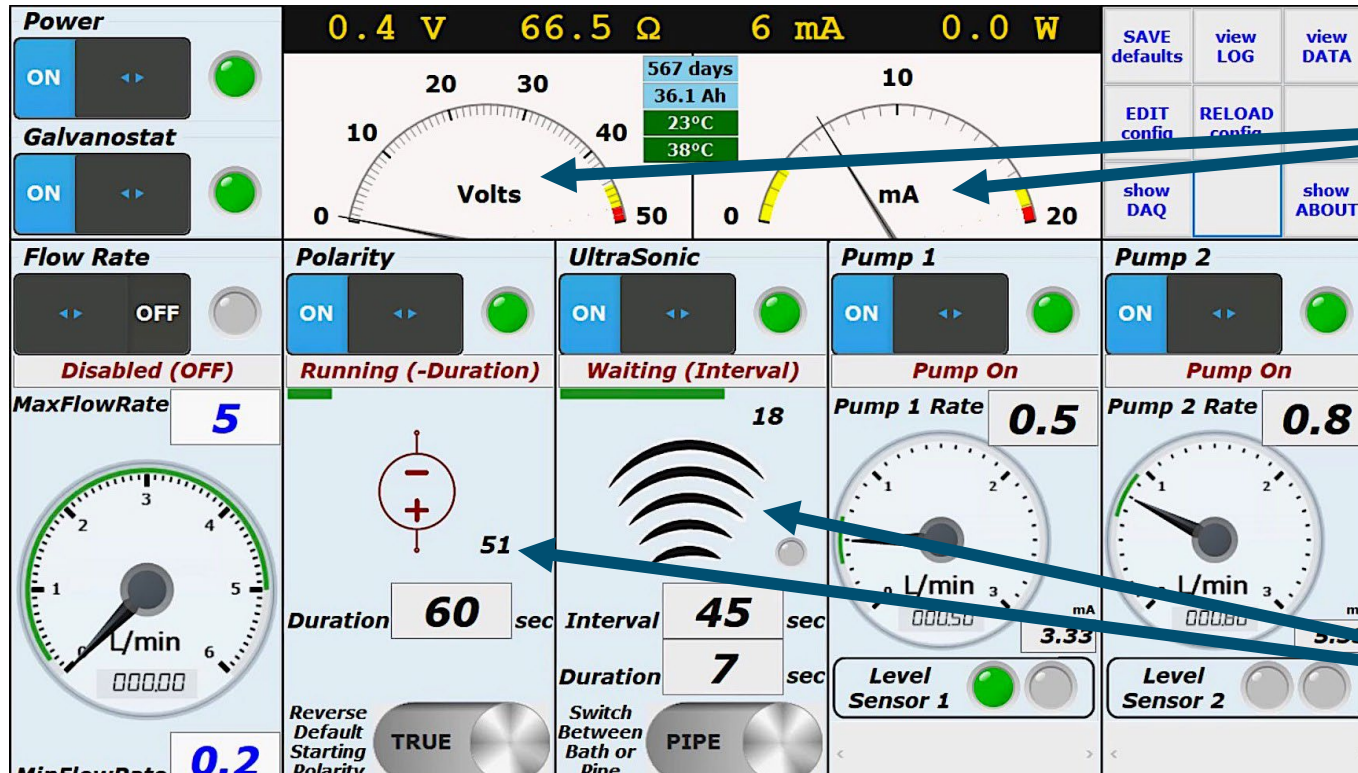 Power
ON
Galvanostat
ON
0.4 V 66.5 Ω 6 mA 0.0 W
0 10 20 30 40 50
Volts
567 days
36.1 Ah
23°C
38°C
0 10 20
mA
SAVE
defaults
view
LOG
view
DATA
EDIT
config
RELOAD
config
show
DAQ
show
ABOUT
Flow Rate
OFF
Disabled (OFF)
MaxFlowRate
5
0 1 2 3 4 5 6
L/min
000.00
MinFlowRate
0.2
Polarity
ON
Running (-Duration)
51
Duration 60 sec
Reverse
Default
Starting
Polarity
TRUE
UltraSonic
ON
Waiting (Interval)
18
Interval 45 sec
Duration 7 sec
Switch
Between
Bath or
Pipe
PIPE
Pump 1
ON
Pump On
Pump 1 Rate 0.5
0 1 2 3
L/min
000.50
mA
3.33
Level
Sensor 1
Pump 2
ON
Pump On
Pump 2 Rate 0.8
1 2 3
L/min
000.80
Level
Sensor 2